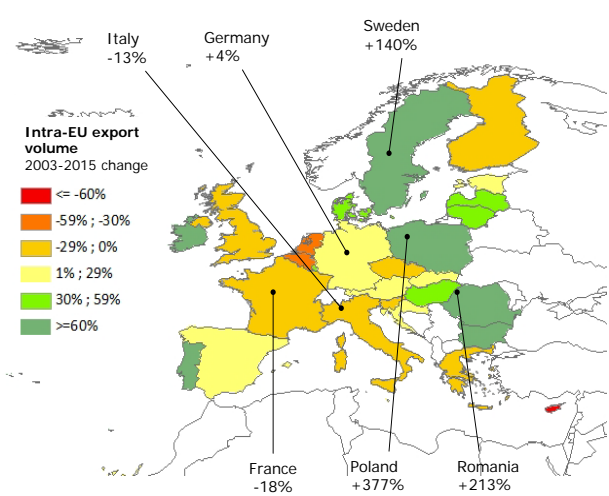 Italy
-13%
Germany
+4%
Sweden
+140%
Intra-EU export
volume
2003-2015 change
<= -60%
-59% ; -30%
-29% ; 0%
1% ; 29%
30% ; 59%
>=60%
France
-18%
Poland
+377%
Romania
+213%